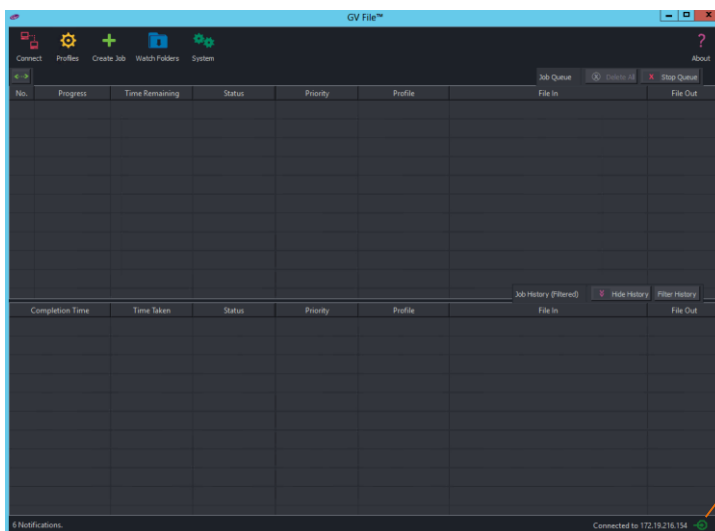 GV File™
Connect Profiles Create Job Watch Folders System
? About
Job Queue Delete All X Stop Queue
No. Progress Time Remaining Status Priority Profile File In File Out
Job History (Filtered) Hide History Filter History
Completion Time Time Taken Status Priority Profile File In File Out
6 Notifications. Connected to 172.19.216.154